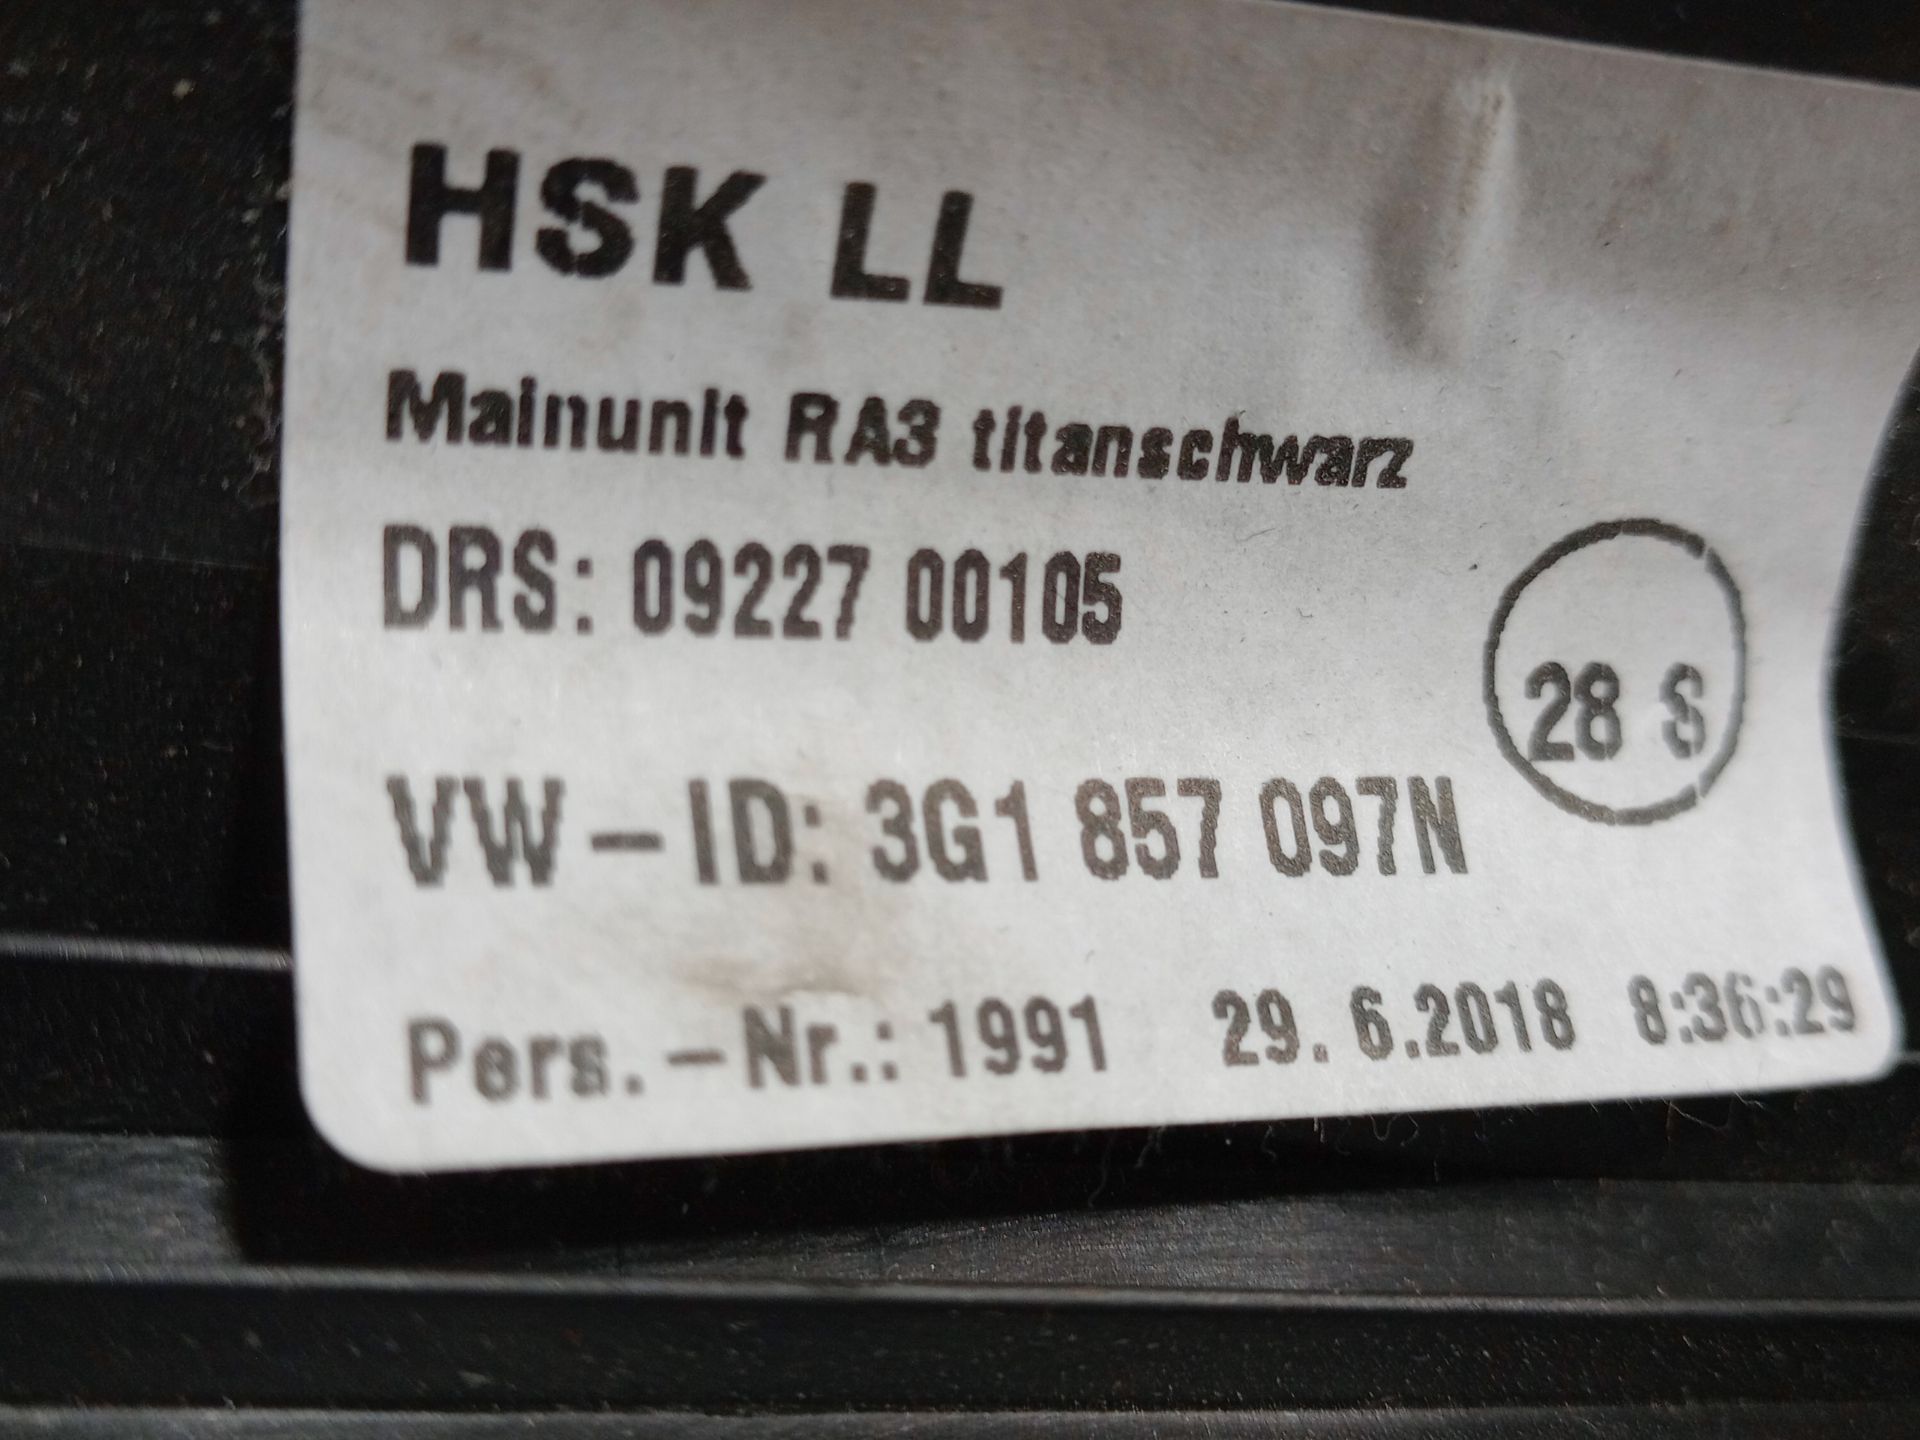 HSK LL
Mainunit RA3 titanschwarz
DRS: 09227 00105
28 S
VW-ID: 3G1 857 097N
Pers.-Nr.: 1991 29. 6.2018 8:36:29